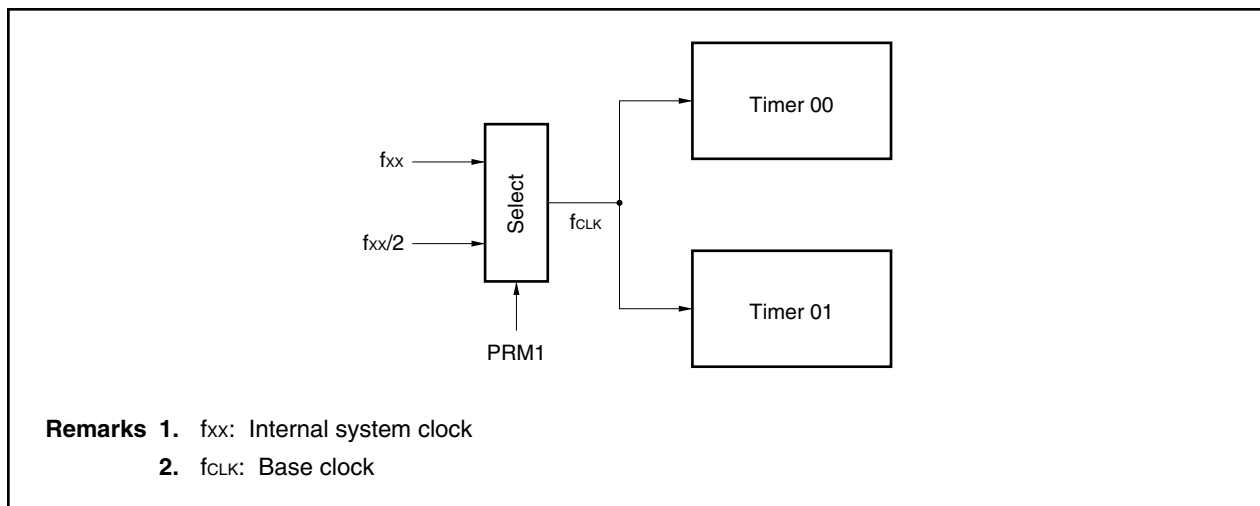 Timer 00
fxx
Select
fCLK
fxx/2
Timer 01
PRM1
Remarks 1. fxx: Internal system clock
2. fCLK: Base clock